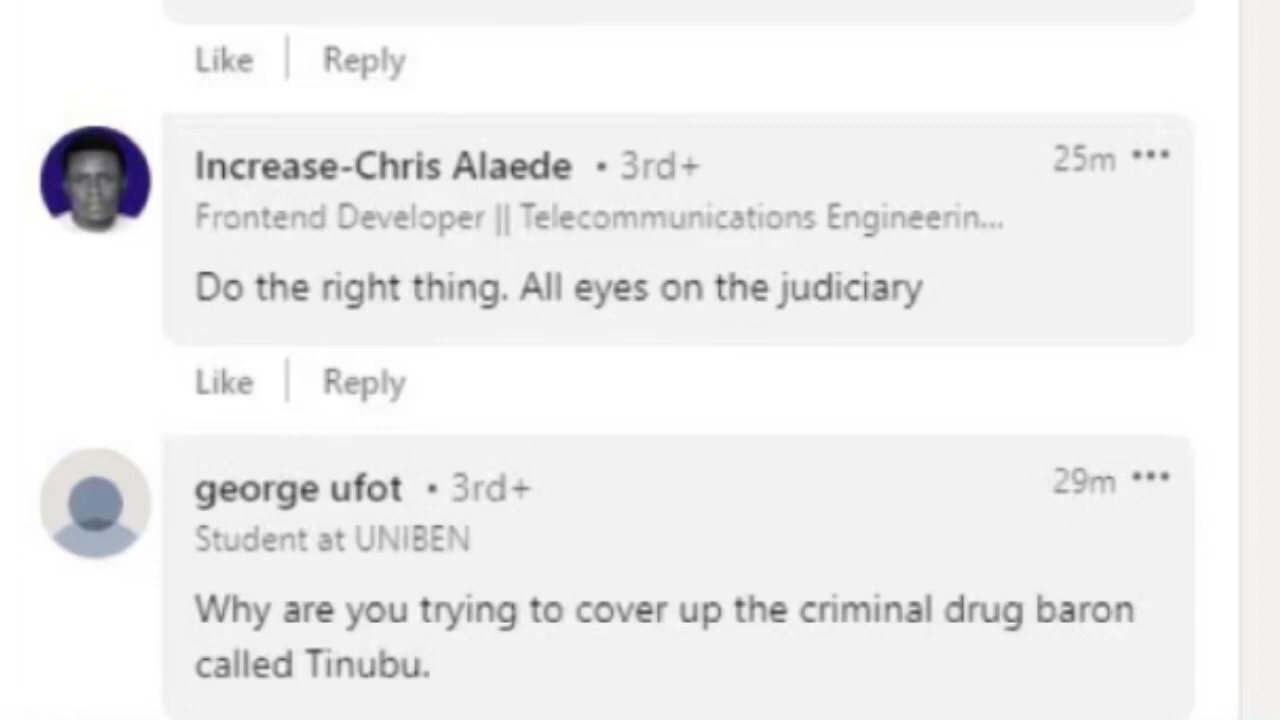 Like | Reply
Increase-Chris Alaede • 3rd+ 25m •••
Frontend Developer || Telecommunications Engineerin...
Do the right thing. All eyes on the judiciary
Like | Reply
george ufot • 3rd+ 29m •••
Student at UNIBEN
Why are you trying to cover up the criminal drug baron
called Tinubu.